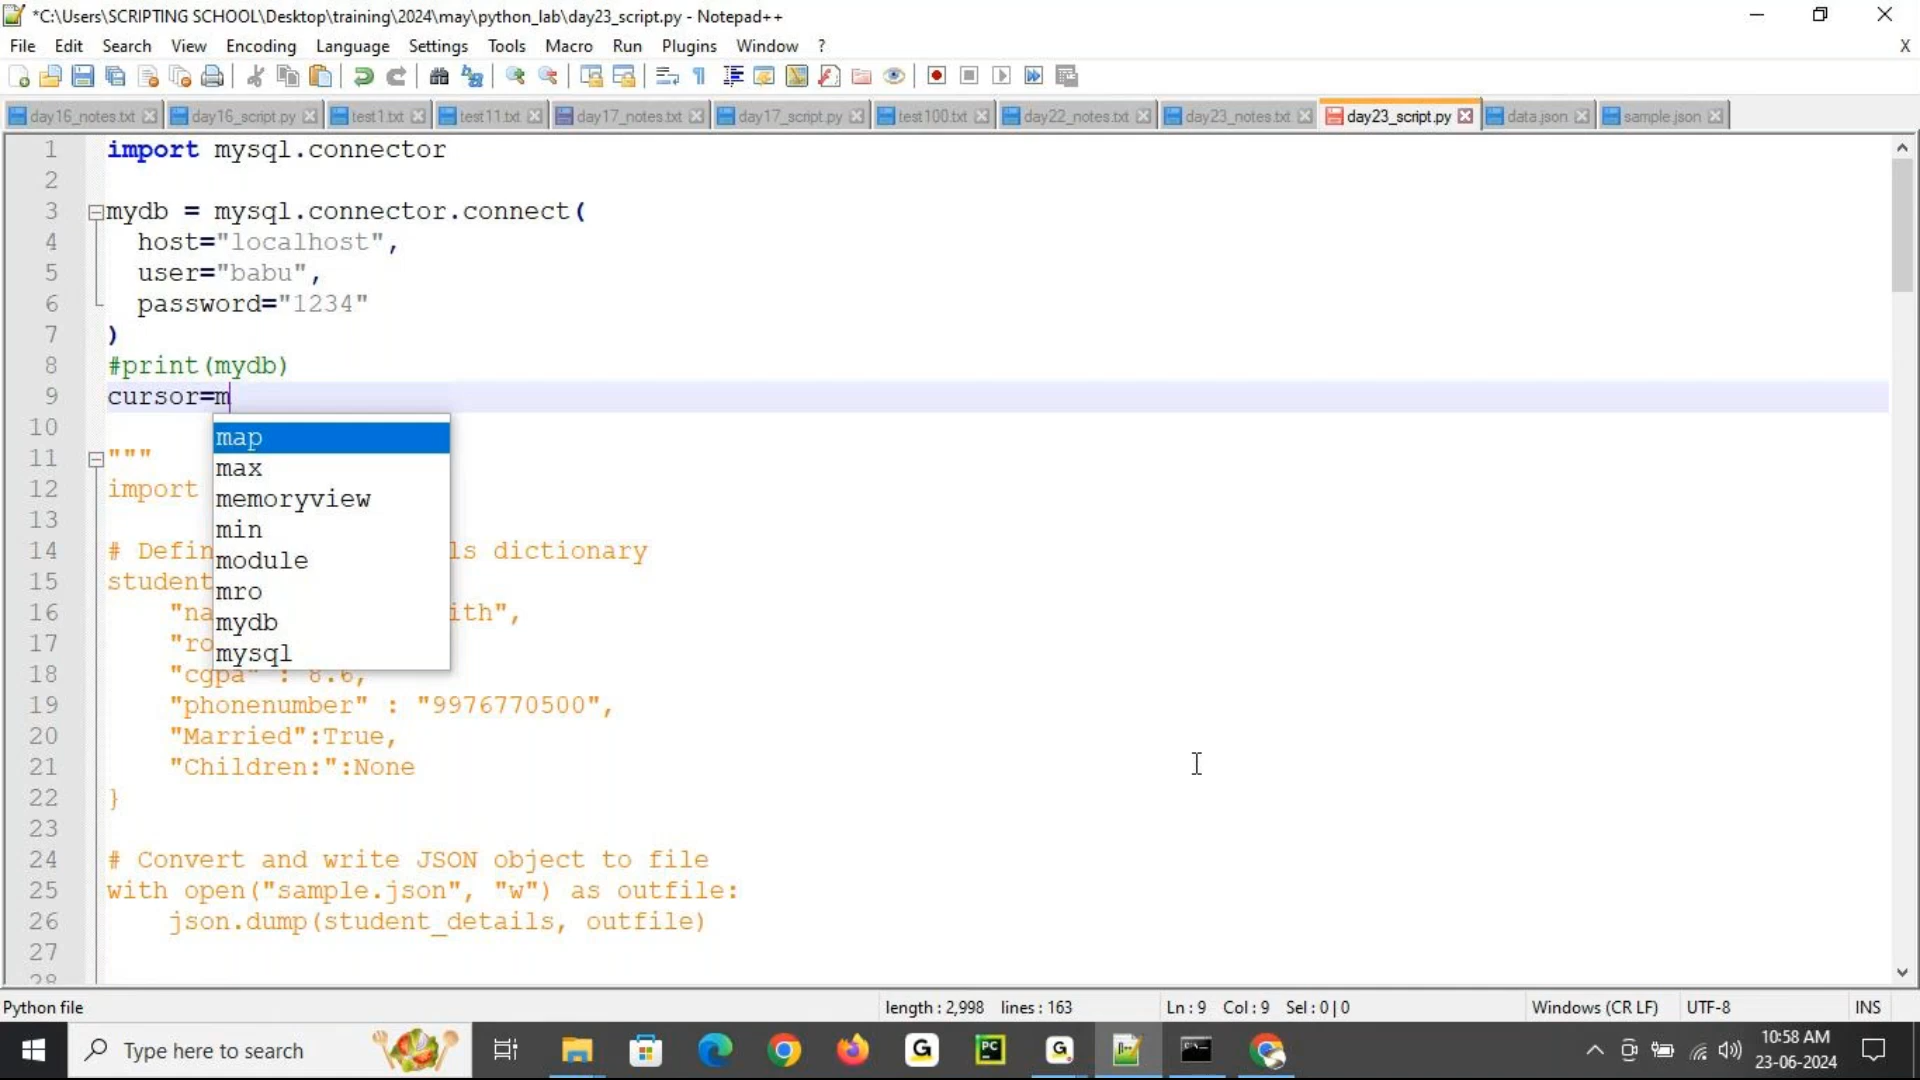 *C:\Users\SCRIPTING SCHOOL\Desktop\training\2024\may\python_lab\day23_script.py - Notepad++
File Edit Search View Encoding Language Settings Tools Macro Run Plugins Window ? X
day16_notes.txt day16_script.py test1.txt test11.txt day17_notes.txt day17_script.py test100.txt day22_notes.txt day23_notes.txt day23_script.py data.json sample.json
1 import mysql.connector
2
3 mydb = mysql.connector.connect(
4 host="localhost",
5 user="babu",
6 password="1234"
7 )
8 #print(mydb)
9 cursor=m
10
map
11 """
max
12 import
memoryview
13
min
14 # Defin ls dictionary
module
15 student
mro
16 "na ith",
mydb
17 "ro
mysql
18 "cgpa" : 8.6,
19 "phonenumber" : "9976770500",
20 "Married":True,
21 "Children:":None
22 }
23
24 # Convert and write JSON object to file
25 with open("sample.json", "w") as outfile:
26 json.dump(student_details, outfile)
27
28
Python file length : 2,998 lines : 163 Ln : 9 Col : 9 Sel : 0 | 0 Windows (CR LF) UTF-8 INS
Type here to search
10:58 AM
23-06-2024